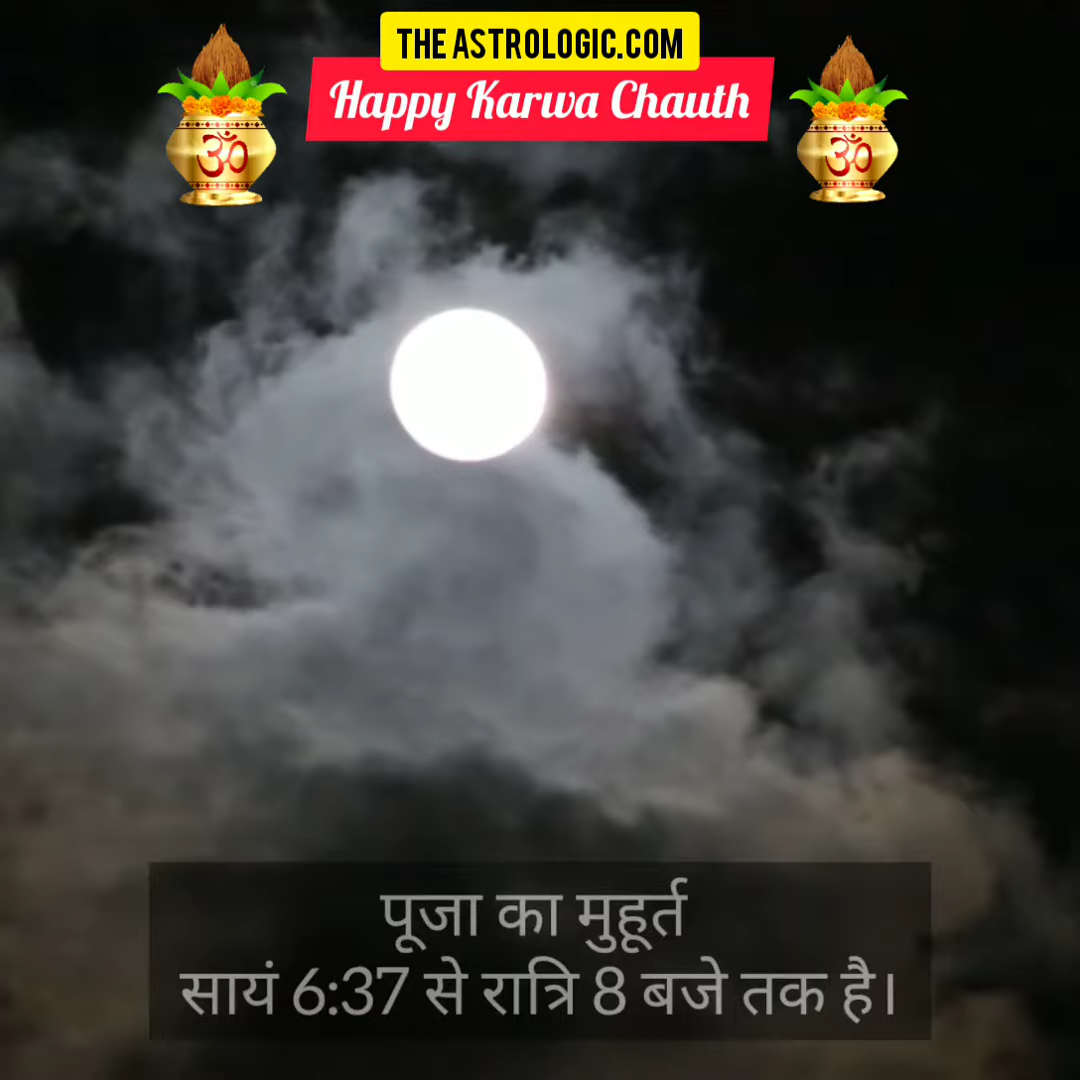 THE ASTROLOGIC.COM
Happy Karwa Chauth
ॐ
ॐ
पूजा का मुहूर्त
सायं 6:37 से रात्रि 8 बजे तक है।